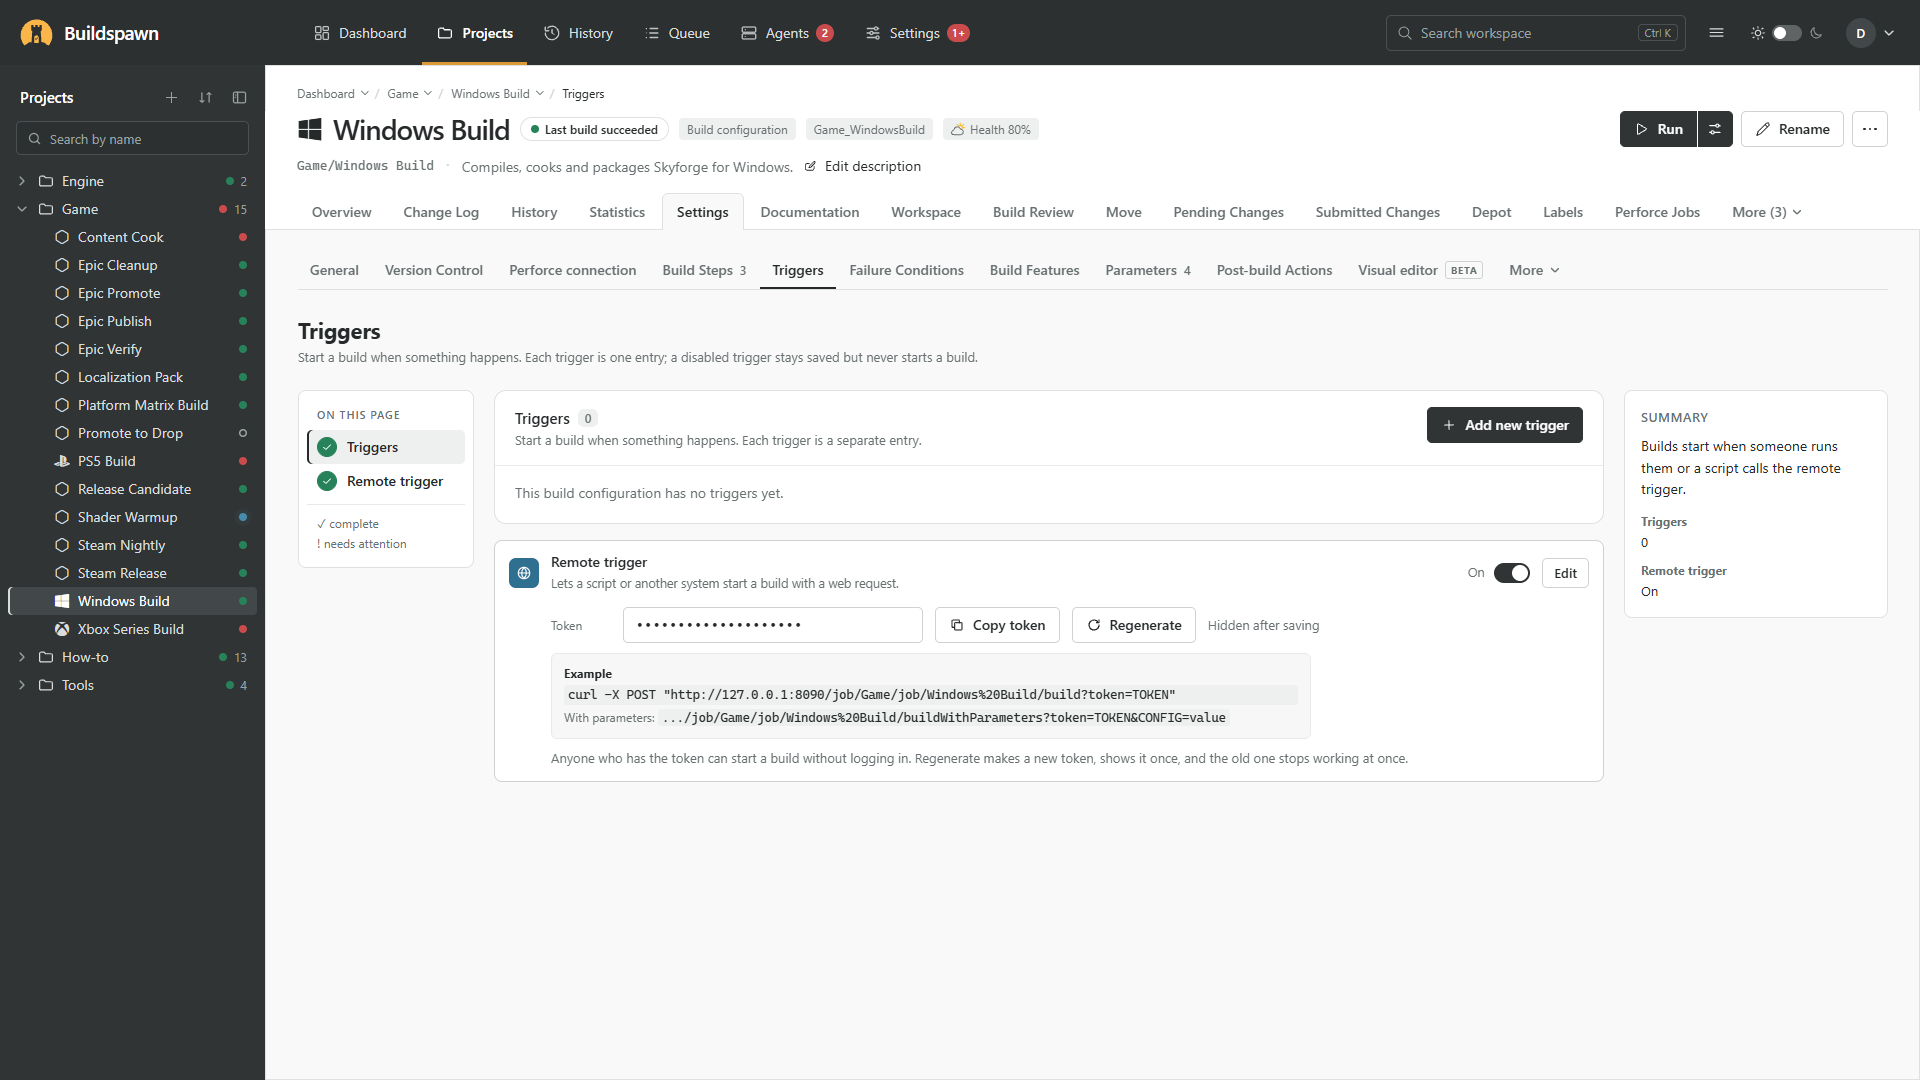 Buildspawn
Dashboard
Projects
History
Queue
Agents 2
Settings 1+
Search workspace Ctrl K
D
Projects
Search by name
Engine 2
Game 15
Content Cook
Epic Cleanup
Epic Promote
Epic Publish
Epic Verify
Localization Pack
Platform Matrix Build
Promote to Drop
PS5 Build
Release Candidate
Shader Warmup
Steam Nightly
Steam Release
Windows Build
Xbox Series Build
How-to 13
Tools 4
Dashboard / Game / Windows Build / Triggers
Windows Build Last build succeeded Build configuration Game_WindowsBuild Health 80%
Run Rename
Game/Windows Build · Compiles, cooks and packages Skyforge for Windows. Edit description
Overview Change Log History Statistics Settings Documentation Workspace Build Review Move Pending Changes Submitted Changes Depot Labels Perforce Jobs More (3)
General Version Control Perforce connection Build Steps 3 Triggers Failure Conditions Build Features Parameters 4 Post-build Actions Visual editor BETA More
Triggers
Start a build when something happens. Each trigger is one entry; a disabled trigger stays saved but never starts a build.
ON THIS PAGE
Triggers
Remote trigger
✓ complete
! needs attention
Triggers 0
Start a build when something happens. Each trigger is a separate entry.
Add new trigger
This build configuration has no triggers yet.
Remote trigger
Lets a script or another system start a build with a web request.
On Edit
Token •••••••••••••••••••• Copy token Regenerate Hidden after saving
Example
curl -X POST "http://127.0.0.1:8090/job/Game/job/Windows%20Build/build?token=TOKEN"
With parameters: .../job/Game/job/Windows%20Build/buildWithParameters?token=TOKEN&CONFIG=value
Anyone who has the token can start a build without logging in. Regenerate makes a new token, shows it once, and the old one stops working at once.
SUMMARY
Builds start when someone runs
them or a script calls the remote
trigger.
Triggers
0
Remote trigger
On